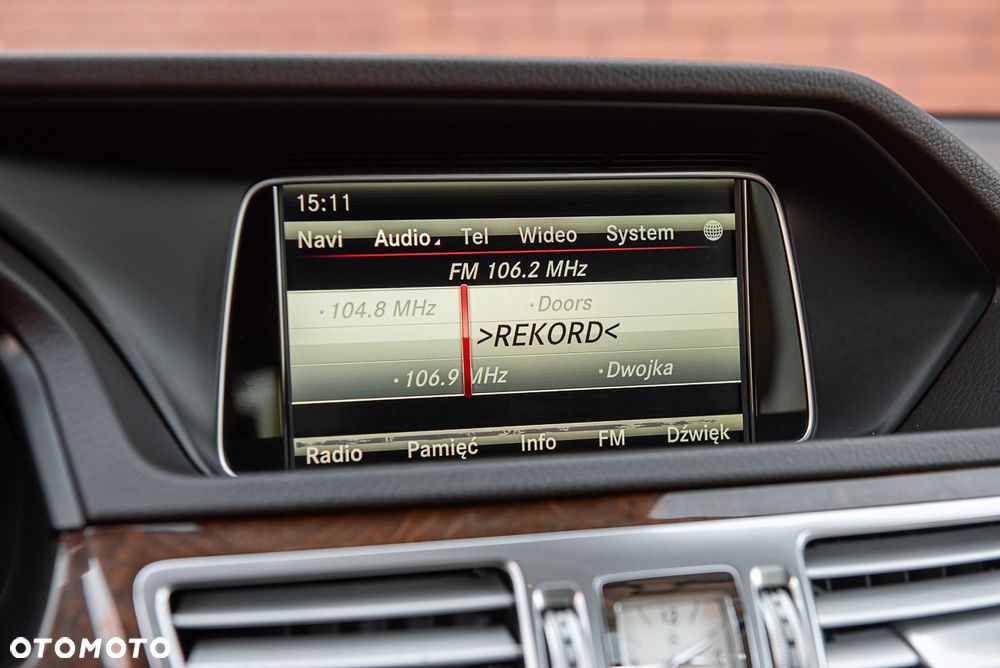 15:11
Navi Audio Tel Wideo System
FM 106.2 MHz
·104.8 MHz ·Doors
>REKORD<
·106.9 MHz ·Dwojka
Radio Pamięć Info FM Dźwięk
OTOMOTO